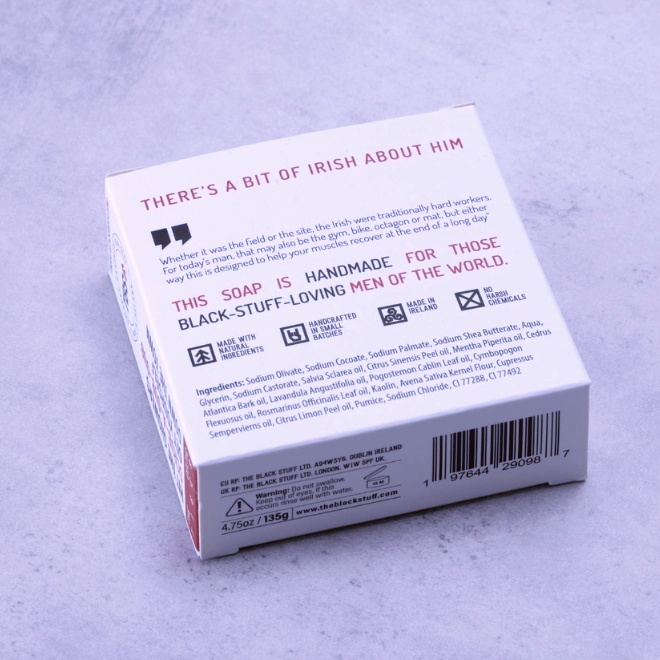 THERE'S A BIT OF IRISH ABOUT HIM
Whether it was the field or the site, the Irish were traditionally hard workers.
For today's man, that may also be the gym, bike, octagon or mat, but either
way this is designed to help your muscles recover at the end of a long day"
THIS SOAP IS HANDMADE FOR THOSE
BLACK-STUFF-LOVING MEN OF THE WORLD.
MADE WITH
NATURAL
INGREDIENTS
HANDCRAFTED
IN SMALL
BATCHES
MADE IN
IRELAND
NO
HARSH
CHEMICALS
Ingredients: Sodium Olivate, Sodium Cocoate, Sodium Palmate, Sodium Shea Butterate, Aqua,
Glycerin, Sodium Castorate, Salvia Sclarea oil, Citrus Sinensis Peel oil, Mentha Piperita oil, Cedrus
Atlantica Bark oil, Lavandula Angustifolia oil, Pogostemon Cablin Leaf oil, Cymbopogon
Flexuosus oil, Rosmarinus Officinalis Leaf oil, Kaolin, Avena Sativa Kernel Flour, Cupressus
Sempervierns oil, Citrus Limon Peel oil, Pumice, Sodium Chloride, CI 77288, CI 77492
EU RP: THE BLACK STUFF LTD. A94W5Y6. DUBLIN IRELAND
UK RP: THE BLACK STUFF LTD. LONDON. W1W 5PF UK.
Warning: Do not swallow.
Keep out of eyes. If this
occurs rinse well with water.
4.75oz / 135g
www.theblackstuff.com
1 97644 29098 7